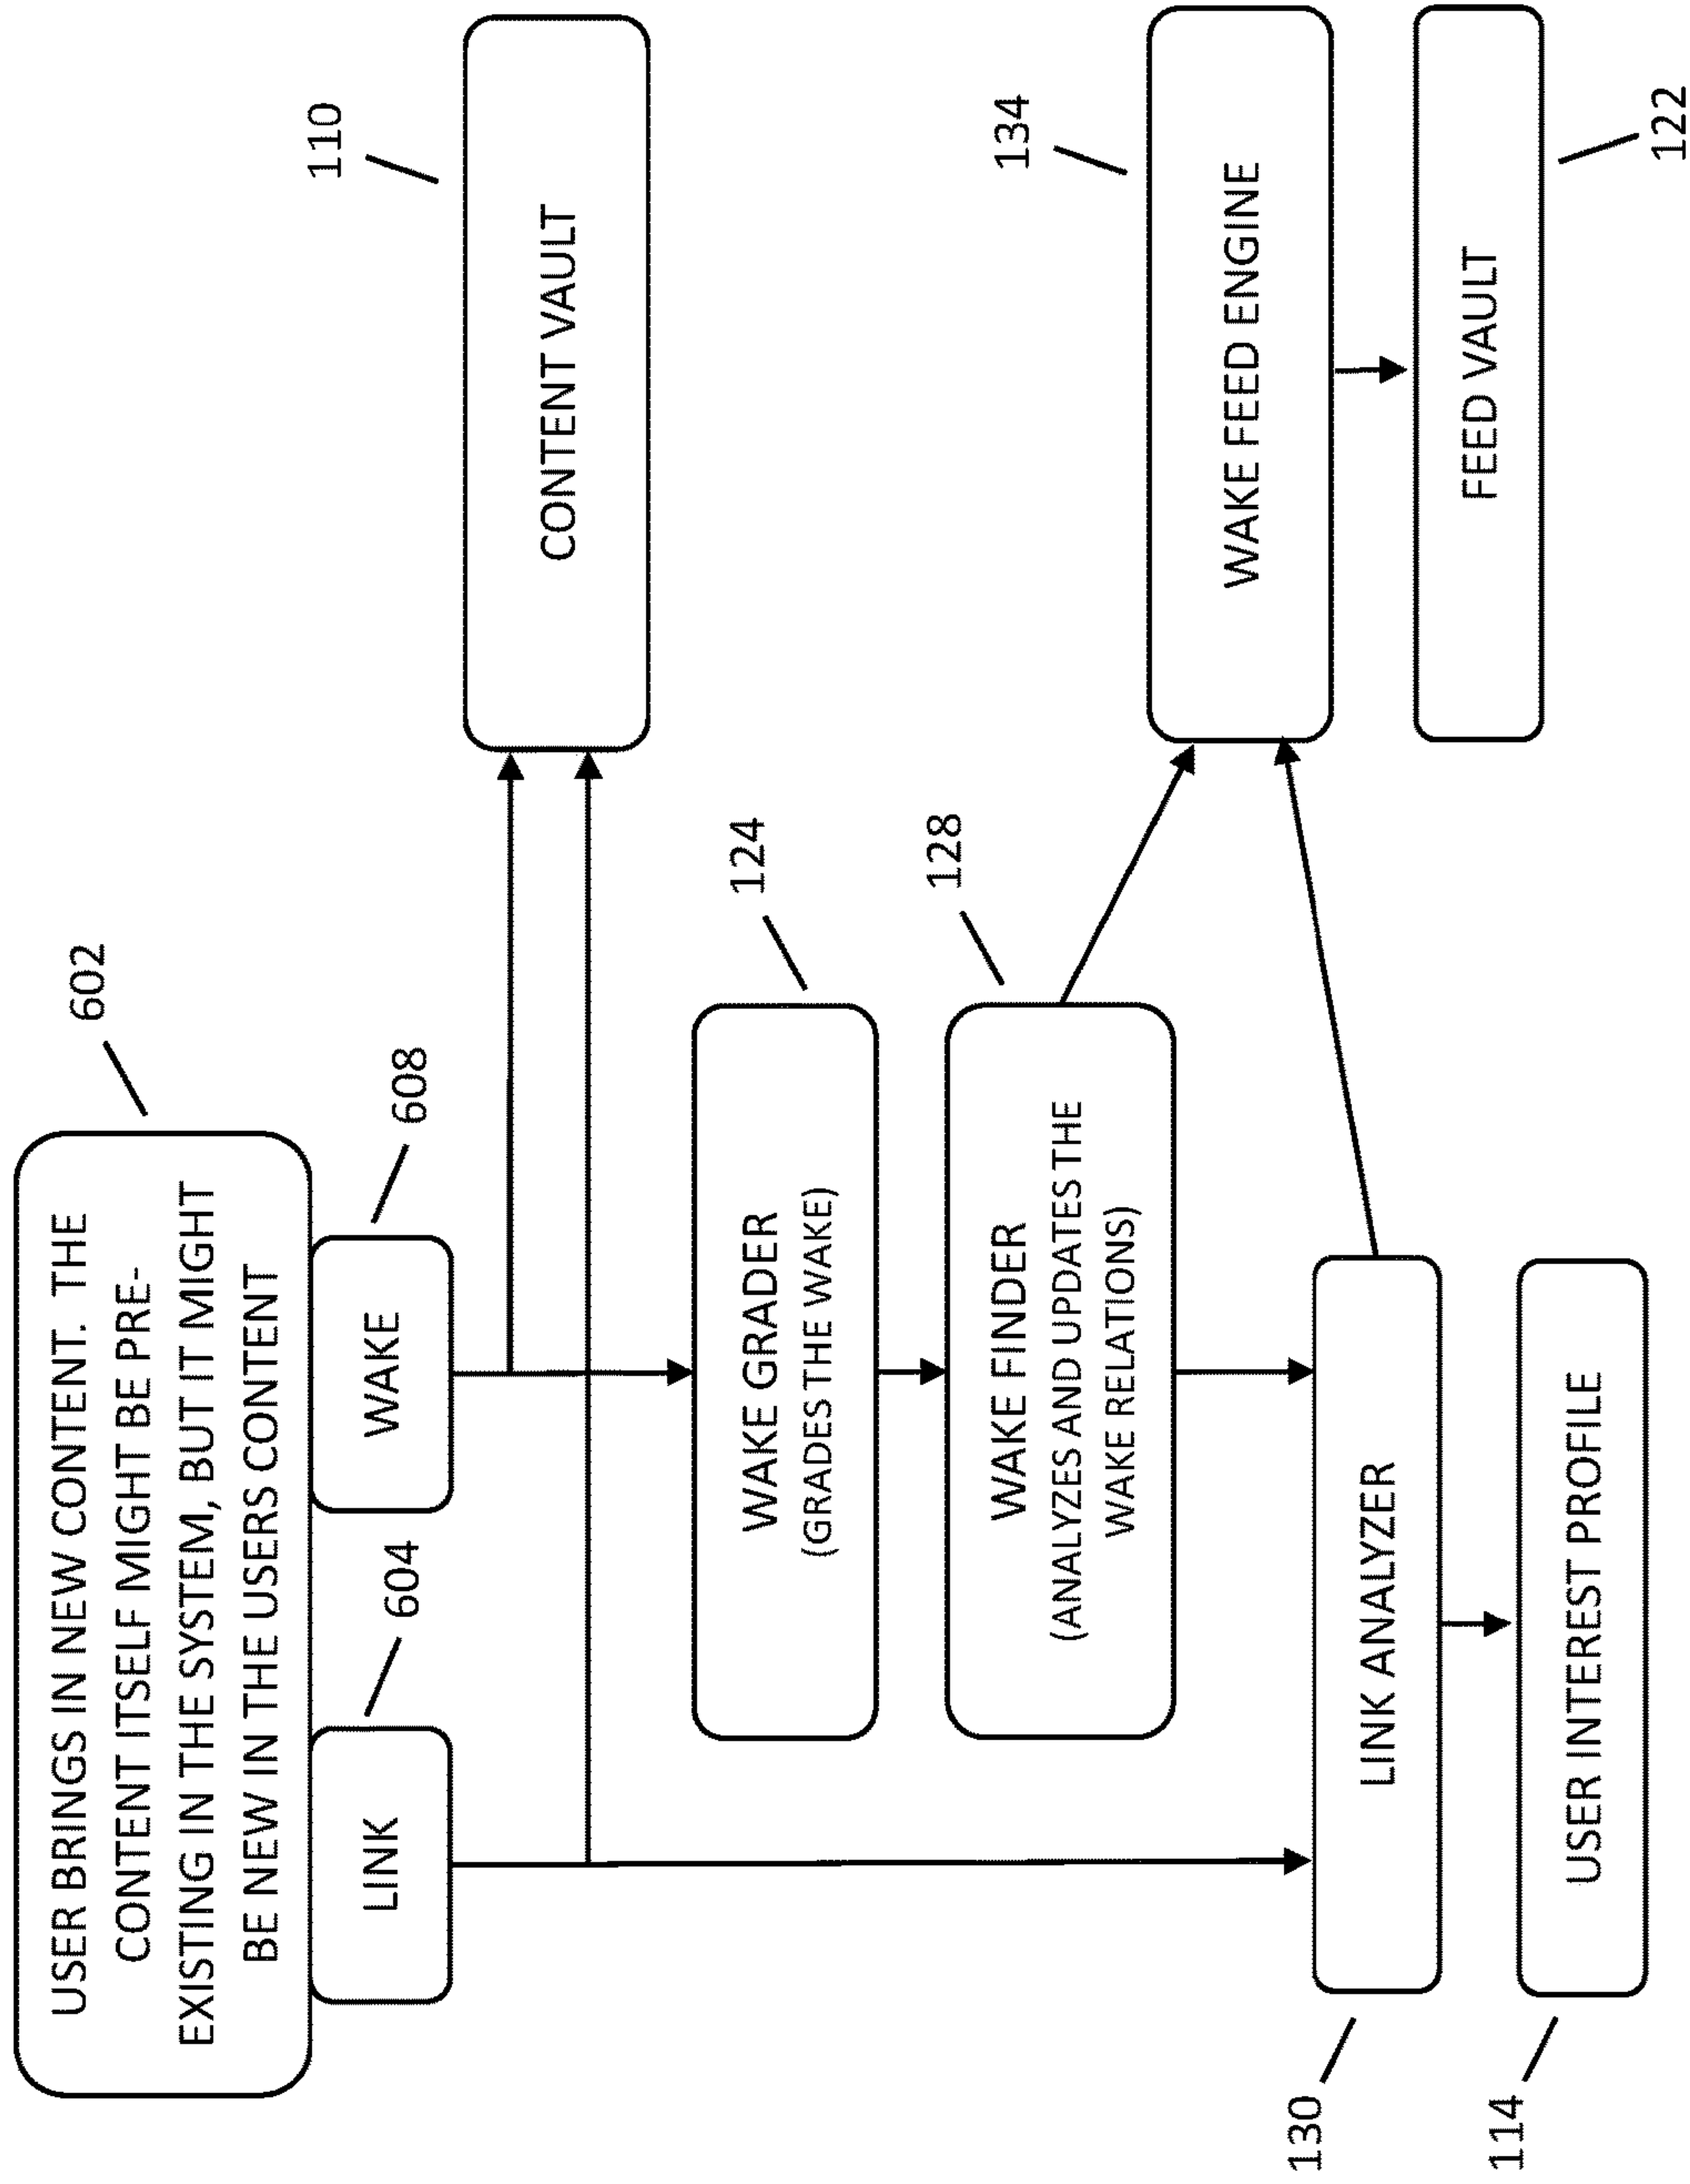 602
USER BRINGS IN NEW CONTENT. THE
CONTENT ITSELF MIGHT BE PRE-
EXISTING IN THE SYSTEM, BUT IT MIGHT
BE NEW IN THE USERS CONTENT
604
LINK
608
WAKE
110
CONTENT VAULT
124
WAKE GRADER
(GRADES THE WAKE)
128
WAKE FINDER
(ANALYZES AND UPDATES THE
WAKE RELATIONS)
134
WAKE FEED ENGINE
130
LINK ANALYZER
FEED VAULT
122
114
USER INTEREST PROFILE